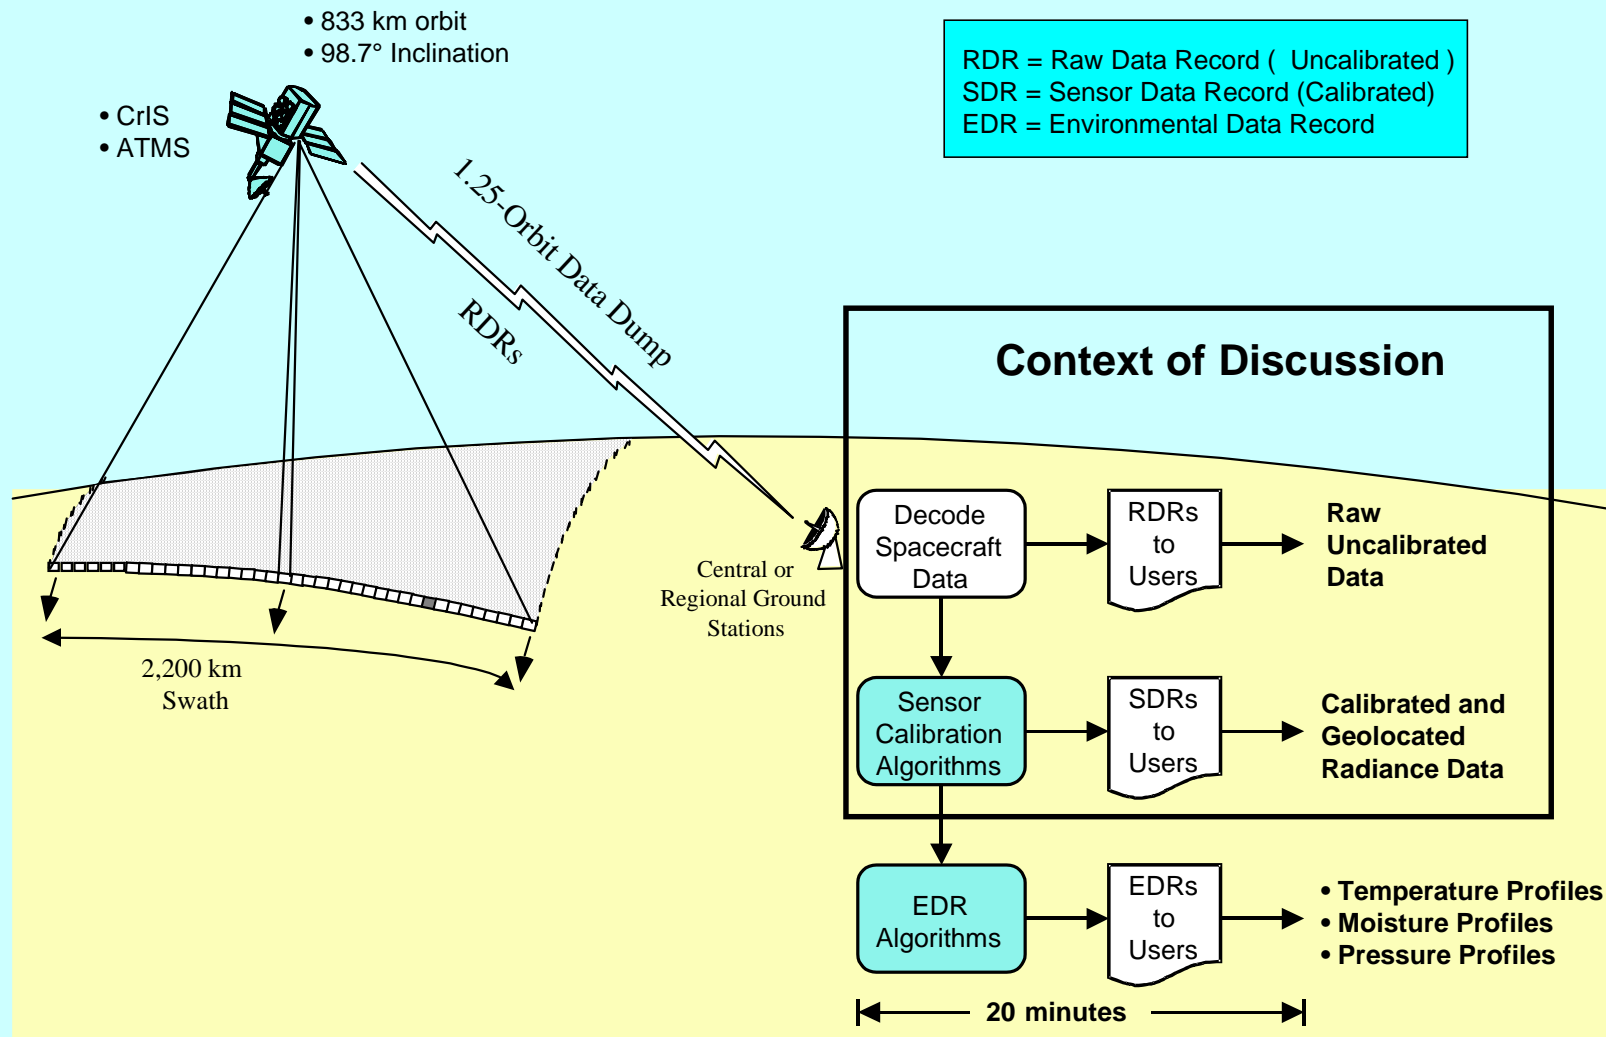 • 833 km orbit
• 98.7° Inclination
• CrIS
• ATMS
RDR = Raw Data Record ( Uncalibrated )
SDR = Sensor Data Record (Calibrated)
EDR = Environmental Data Record
1.25-Orbit Data Dump
RDRs
Context of Discussion
Decode
Spacecraft
Data
RDRs
to
Users
Raw
Uncalibrated
Data
Central or
Regional Ground
Stations
2,200 km
Swath
Sensor
Calibration
Algorithms
SDRs
to
Users
Calibrated and
Geolocated
Radiance Data
EDR
Algorithms
EDRs
to
Users
• Temperature Profiles
• Moisture Profiles
• Pressure Profiles
20 minutes